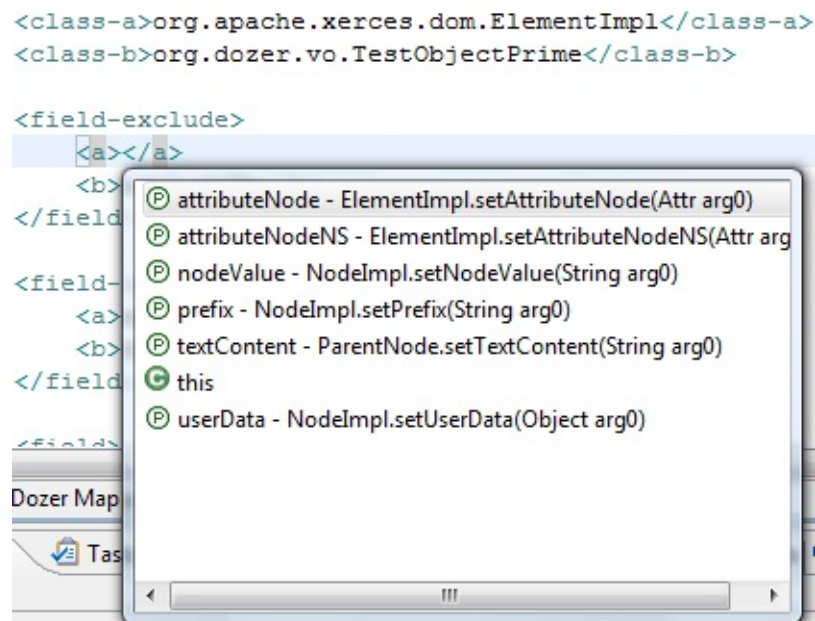 <class-a>org.apache.xerces.dom.ElementImpl</class-a>
<class-b>org.dozer.vo.TestObjectPrime</class-b>
<field-exclude>
<a></a>
<b>
</field
<field-
<a>
<b>
</field
<field>
attributeNode - ElementImpl.setAttributeNode(Attr arg0)
attributeNodeNS - ElementImpl.setAttributeNodeNS(Attr arg
nodeValue - NodeImpl.setNodeValue(String arg0)
prefix - NodeImpl.setPrefix(String arg0)
textContent - ParentNode.setTextContent(String arg0)
this
userData - NodeImpl.setUserData(Object arg0)
Dozer Map
Tas